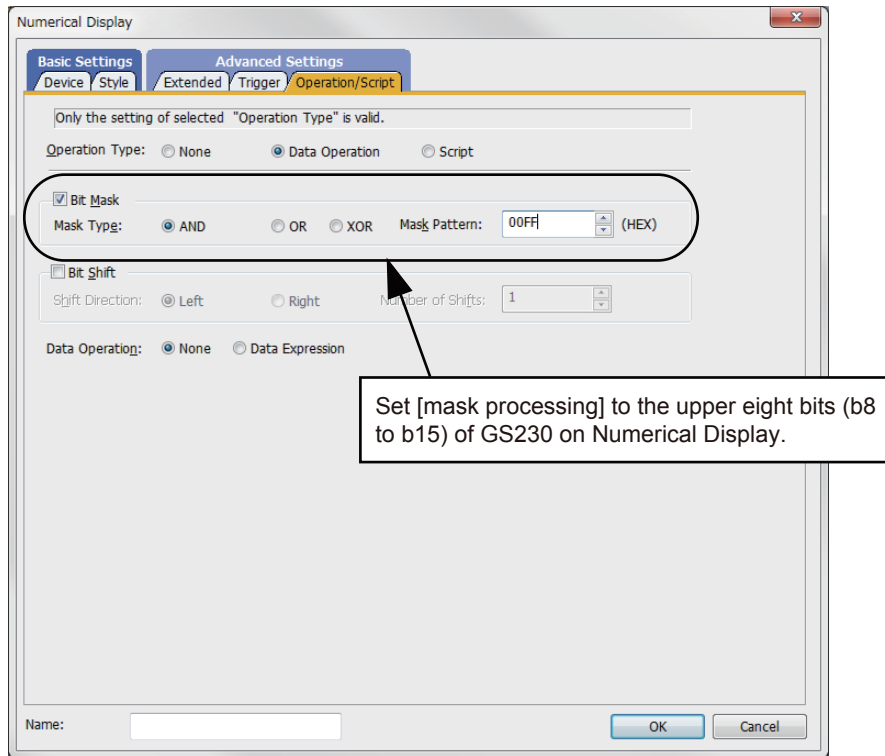 Numerical Display
Basic Settings
Advanced Settings
Device Style Extended Trigger Operation/Script
Only the setting of selected "Operation Type" is valid.
Operation Type: None Data Operation Script
Bit Mask
Mask Type: AND OR XOR Mask Pattern: 00FF (HEX)
Bit Shift
Shift Direction: Left Right Number of Shifts: 1
Data Operation: None Data Expression
Set [mask processing] to the upper eight bits (b8
to b15) of GS230 on Numerical Display.
Name: OK Cancel